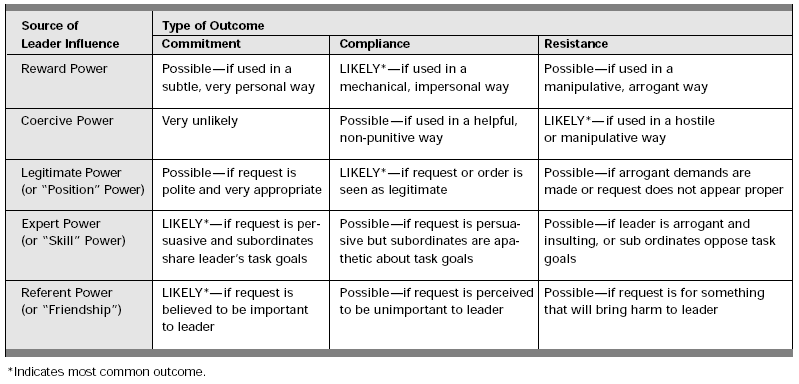 Source of Leader Influence
Type of Outcome
Commitment
Compliance
Resistance
Reward Power
Possible—if used in a
subtle, very personal way
LIKELY*—if used in a
mechanical, impersonal way
Possible—if used in a
manipulative, arrogant way
Coercive Power
Very unlikely
Possible—if used in a helpful,
non-punitive way
LIKELY*—if used in a hostile
or manipulative way
Legitimate Power
(or “Position” Power)
Possible—if request is
polite and very appropriate
LIKELY*—if request or order is
seen as legitimate
Possible—if arrogant demands are
made or request does not appear proper
Expert Power
(or “Skill” Power)
LIKELY*—if request is per-
suasive and subordinates
share leader’s task goals
Possible—if request is persua-
sive but subordinates are apa-
thetic about task goals
Possible—if leader is arrogant and
insulting, or sub ordinates oppose task
goals
Referent Power
(or “Friendship”)
LIKELY*—if request is
believed to be important
to leader
Possible—if request is perceived
to be unimportant to leader
Possible—if request is for something
that will bring harm to leader
*Indicates most common outcome.